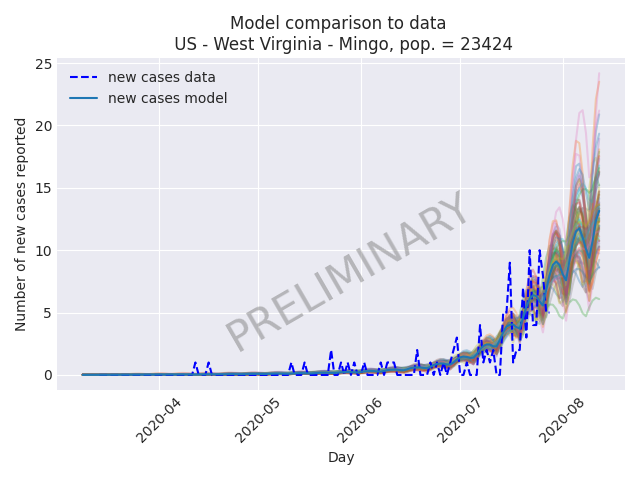 Model comparison to data
US - West Virginia - Mingo, pop. = 23424
new cases data
new cases model
Number of new cases reported
25
20
15
10
5
0
PRELIMINARY
2020-04
2020-05
2020-06
2020-07
2020-08
Day